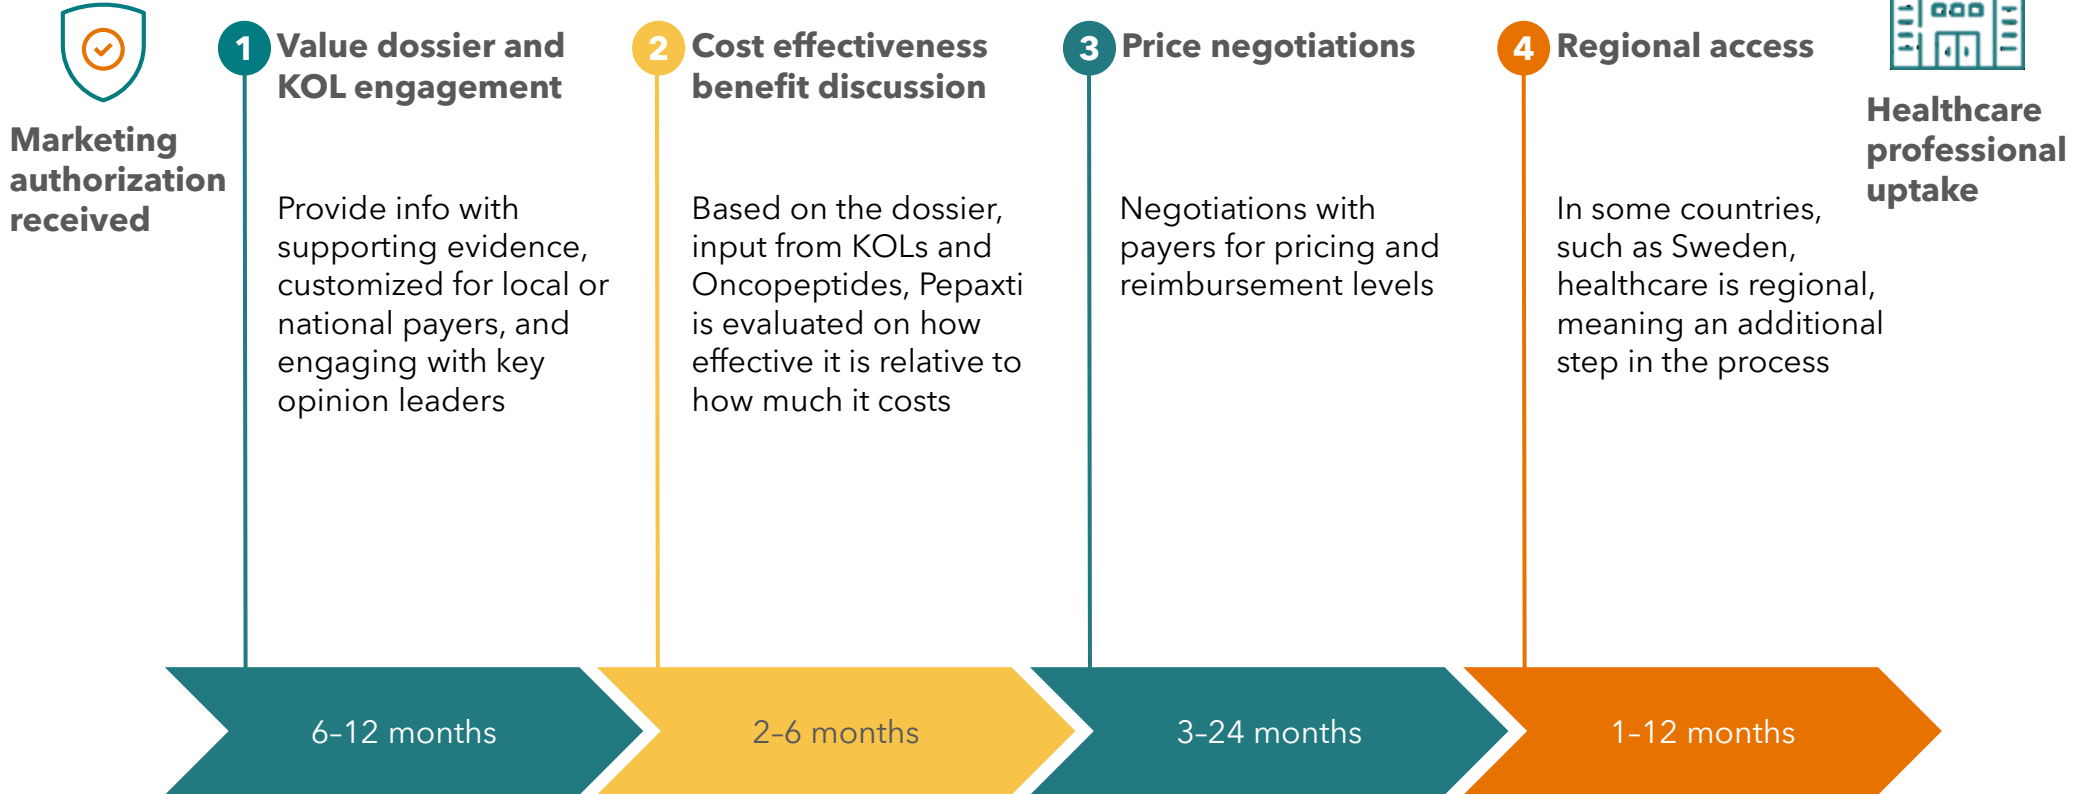 Marketing
authorization
received
1
Value dossier and
KOL engagement
Provide info with
supporting evidence,
customized for local or
national payers, and
engaging with key
opinion leaders
6–12 months
2
Cost effectiveness
benefit discussion
Based on the dossier,
input from KOLs and
Oncopeptides, Pepaxti
is evaluated on how
effective it is relative to
how much it costs
2–6 months
3
Price negotiations
Negotiations with
payers for pricing and
reimbursement levels
3–24 months
4
Regional access
In some countries,
such as Sweden,
healthcare is regional,
meaning an additional
step in the process
1–12 months
Healthcare
professional
uptake